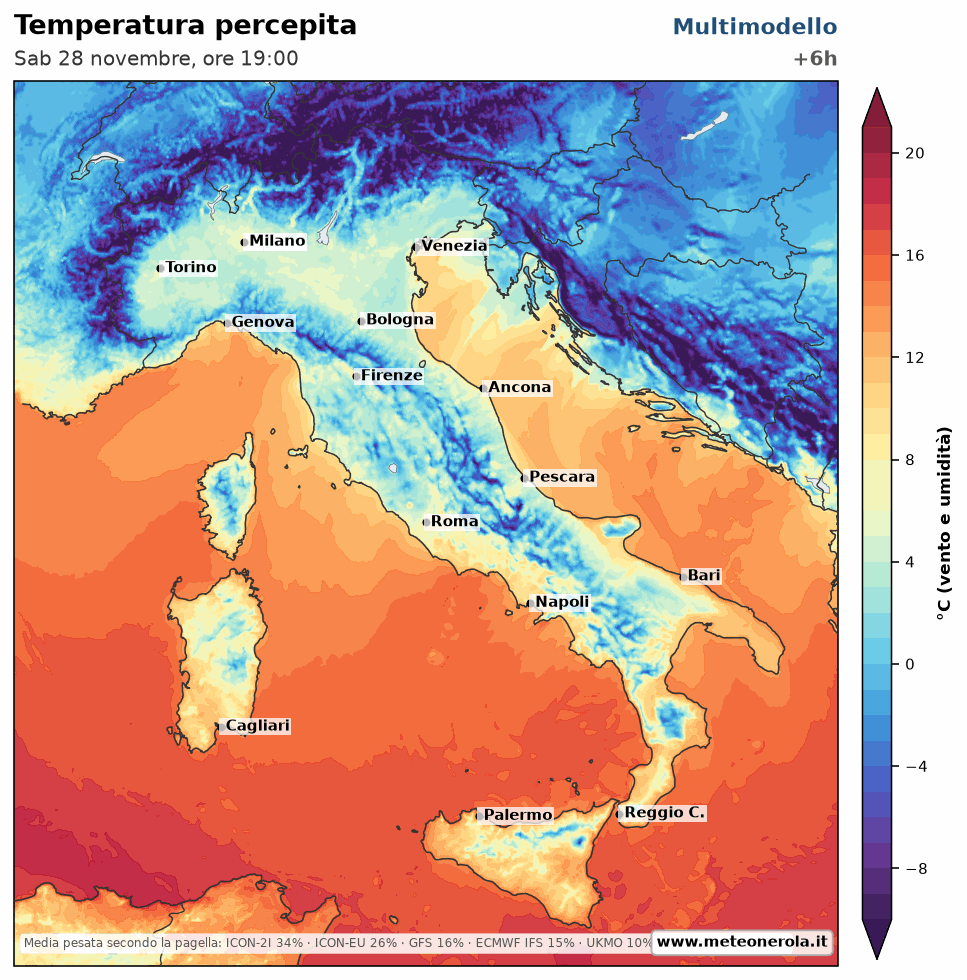 Temperatura percepita
Multimodello
Sab 28 novembre, ore 19:00
+6h
Milano
Venezia
Torino
Genova
Bologna
Firenze
Ancona
Pescara
Roma
Bari
Napoli
Cagliari
Palermo
Reggio C.
20
16
12
8
4
0
−4
−8
°C (vento e umidità)
Media pesata secondo la pagella: ICON-2I 34% · ICON-EU 26% · GFS 16% · ECMWF IFS 15% · UKMO 10%
www.meteonerola.it